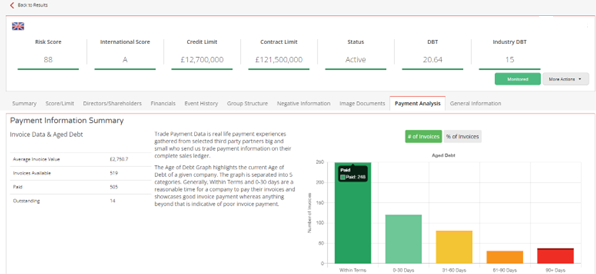 Back to Results
Risk Score
International Score
Credit Limit
Contract Limit
Status
DBT
Industry DBT
88
A
£12,700,000
£121,500,000
Active
20.64
15
Monitored
More Actions
Summary
Score/Limit
Directors/Shareholders
Financials
Event History
Group Structure
Negative Information
Image Documents
Payment Analysis
General Information
Payment Information Summary
Invoice Data & Aged Debt
Average Invoice Value
Invoices Available
Paid
Outstanding
14
Trade Payment Data is real life payment experiences
gathered from selected third party partners big and
small who send us trade payment information on their
complete sales ledger.
The Age of Debt Graph highlights the current Age of
Debt of a given company. The graph is separated into 5
categories. Generally, Within Terms and 0-30 days are a
reasonable time for a company to pay their invoices and
showcases good invoice payment whereas anything
beyond that is indicative of poor invoice payment.
# of Invoices
% of Invoices
Aged Debt
Number of Invoices
250
200
150
100
50
0
Paid
Paid: 248
Within Terms
0-30 Days
31-60 Days
61-90 Days
90+ Days